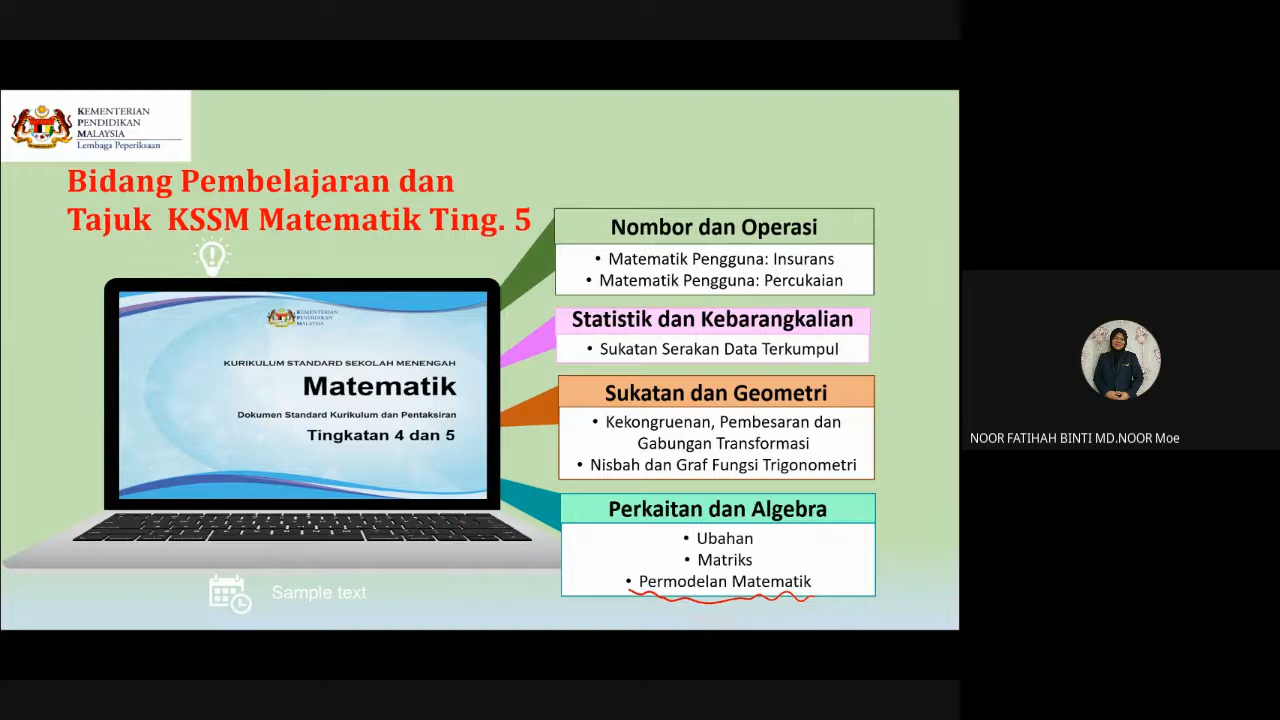 KEMENTERIAN
PENDIDIKAN
MALAYSIA
Lembaga Peperiksaan
Bidang Pembelajaran dan
Tajuk KSSM Matematik Ting. 5
KEMENTERIAN
PENDIDIKAN
MALAYSIA
KURIKULUM STANDARD SEKOLAH MENENGAH
Matematik
Dokumen Standard Kurikulum dan Pentaksiran
Tingkatan 4 dan 5
Sample text
Nombor dan Operasi
• Matematik Pengguna: Insurans
• Matematik Pengguna: Percukaian
Statistik dan Kebarangkalian
• Sukatan Serakan Data Terkumpul
Sukatan dan Geometri
• Kekongruenan, Pembesaran dan
Gabungan Transformasi
• Nisbah dan Graf Fungsi Trigonometri
Perkaitan dan Algebra
• Ubahan
• Matriks
• Permodelan Matematik
NOOR FATIHAH BINTI MD.NOOR Moe